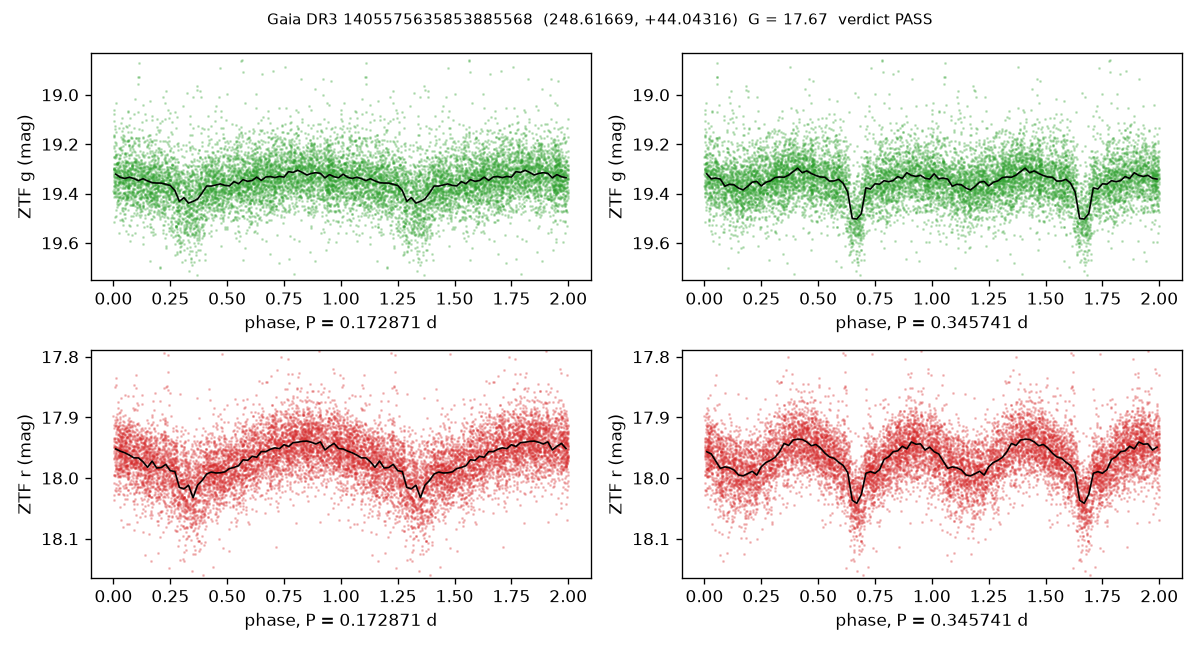 Gaia DR3 1405575635853885568  (248.61669, +44.04316)  G = 17.67  verdict PASS
ZTF g (mag)
19.0
19.2
19.4
19.6
0.00 0.25 0.50 0.75 1.00 1.25 1.50 1.75 2.00
phase, P = 0.172871 d
ZTF g (mag)
19.0
19.2
19.4
19.6
0.00 0.25 0.50 0.75 1.00 1.25 1.50 1.75 2.00
phase, P = 0.345741 d
ZTF r (mag)
17.8
17.9
18.0
18.1
0.00 0.25 0.50 0.75 1.00 1.25 1.50 1.75 2.00
phase, P = 0.172871 d
ZTF r (mag)
17.8
17.9
18.0
18.1
0.00 0.25 0.50 0.75 1.00 1.25 1.50 1.75 2.00
phase, P = 0.345741 d